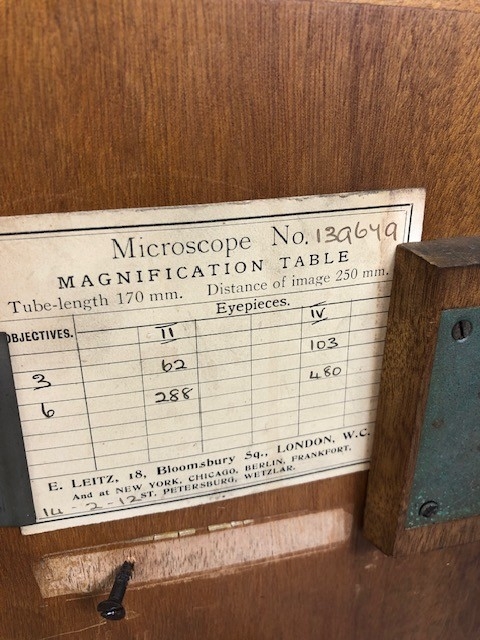 Microscope No. 139649
MAGNIFICATION TABLE
Tube-length 170 mm. Distance of image 250 mm.
OBJECTIVES. Eyepieces.
II IV
3 62 103
6 288 480
E. LEITZ, 18, Bloomsbury Sq., LONDON, W.C.
And at NEW YORK, CHICAGO, BERLIN, FRANKFORT,
ST. PETERSBURG, WETZLAR.
14-2-12